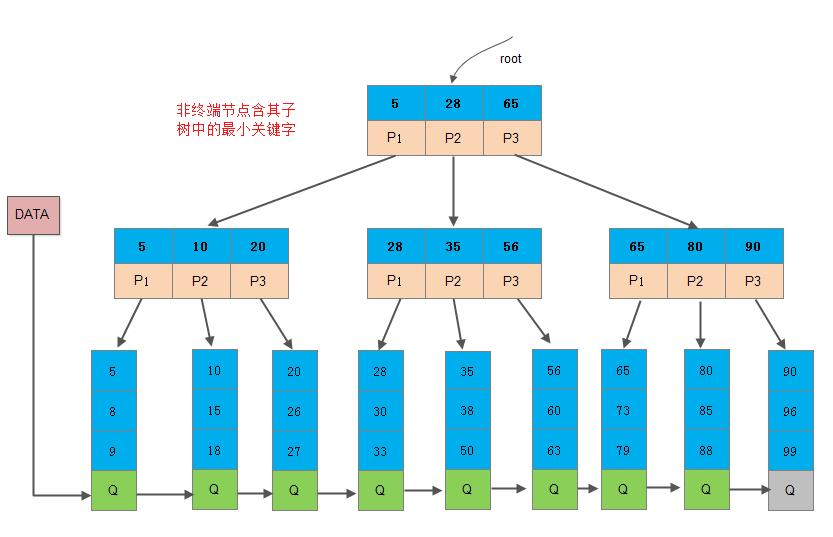 root
非终端节点含其子
树中的最小关键字
5 28 65
P1 P2 P3
DATA
5 10 20
P1 P2 P3
28 35 56
P1 P2 P3
65 80 90
P1 P2 P3
5 10 20 28 35 56 65 80 90
8 15 26 30 38 60 73 85 96
9 18 27 33 50 63 79 88 99
Q Q Q Q Q Q Q Q Q